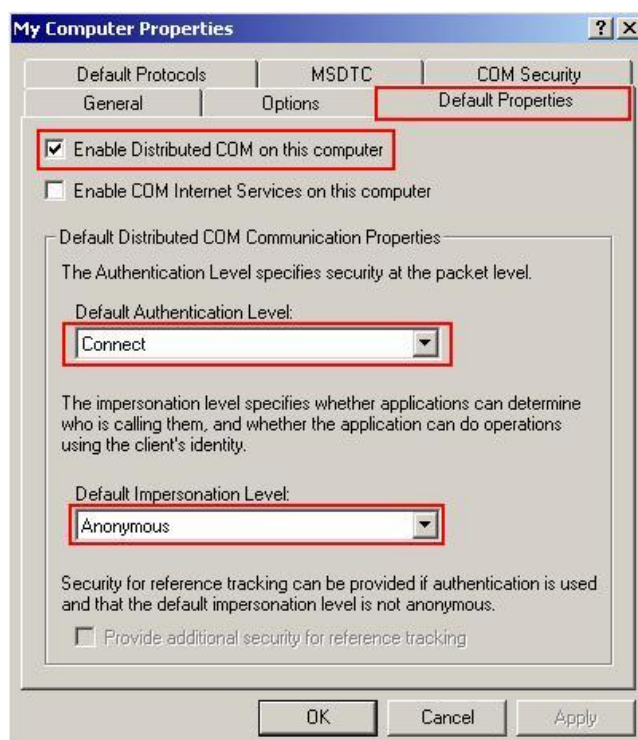 My Computer Properties
Default Protocols
MSDTC
COM Security
General
Options
Default Properties
Enable Distributed COM on this computer
Enable COM Internet Services on this computer
Default Distributed COM Communication Properties
The Authentication Level specifies security at the packet level.
Default Authentication Level:
Connect
The impersonation level specifies whether applications can determine
who is calling them, and whether the application can do operations
using the client's identity.
Default Impersonation Level:
Anonymous
Security for reference tracking can be provided if authentication is used
and that the default impersonation level is not anonymous.
Provide additional security for reference tracking
OK
Cancel
Apply